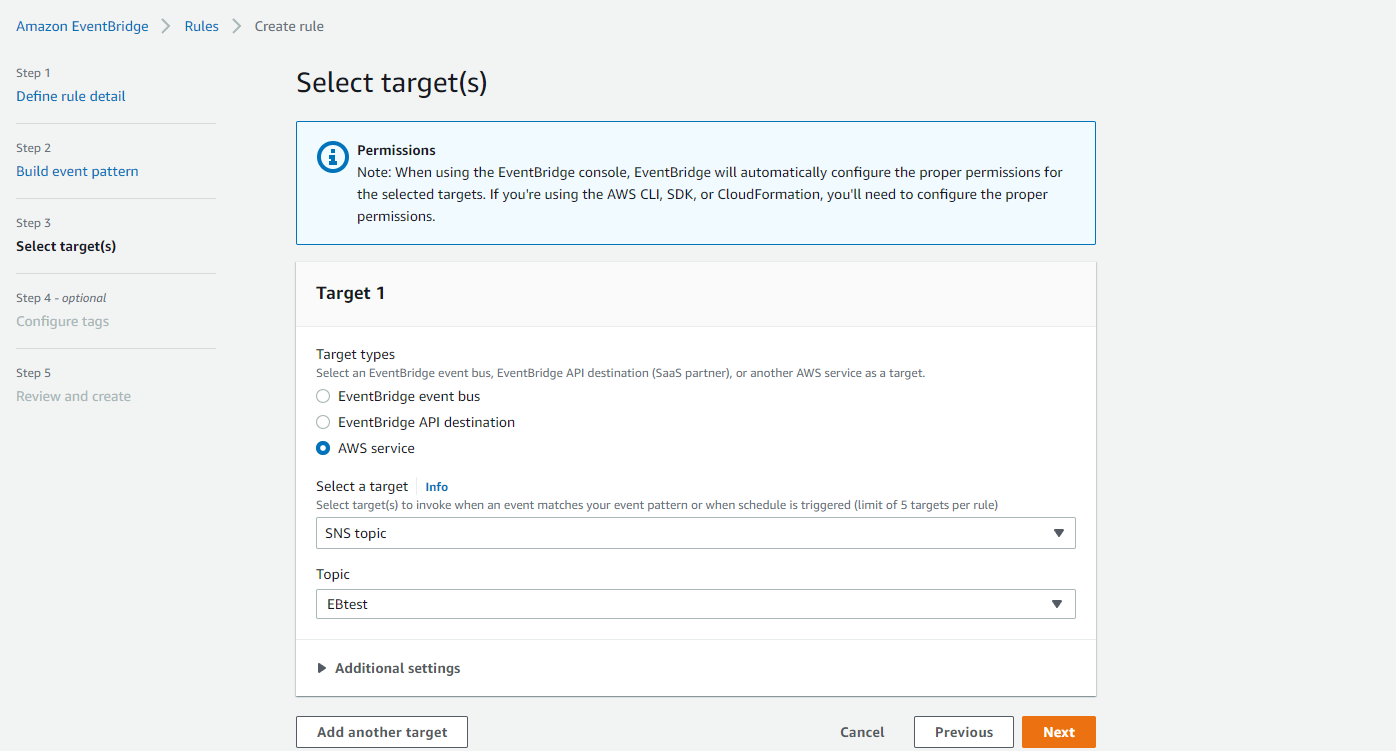 Amazon EventBridge > Rules > Create rule
Step 1
Define rule detail
Step 2
Build event pattern
Step 3
Select target(s)
Step 4 - optional
Configure tags
Step 5
Review and create
Select target(s)
Permissions
Note: When using the EventBridge console, EventBridge will automatically configure the proper permissions for
the selected targets. If you're using the AWS CLI, SDK, or CloudFormation, you'll need to configure the proper
permissions.
Target 1
Target types
Select an EventBridge event bus, EventBridge API destination (SaaS partner), or another AWS service as a target.
EventBridge event bus
EventBridge API destination
AWS service
Select a target Info
Select target(s) to invoke when an event matches your event pattern or when schedule is triggered (limit of 5 targets per rule)
SNS topic
Topic
EBtest
Additional settings
Add another target Cancel Previous Next